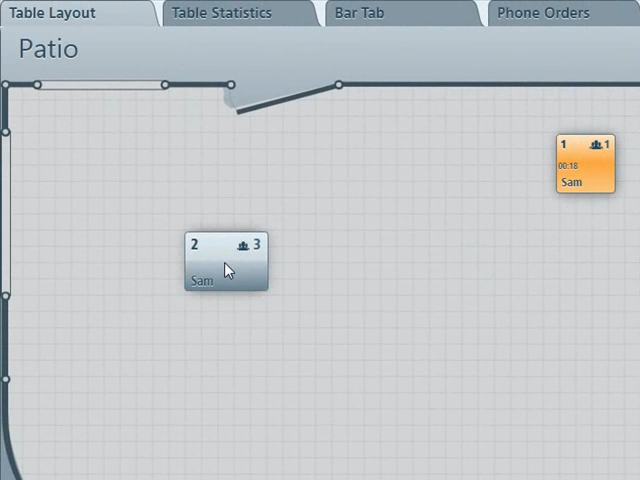 Table Layout
Table Statistics
Bar Tab
Phone Orders
Patio
1 1
00:18
Sam
2 3
Sam